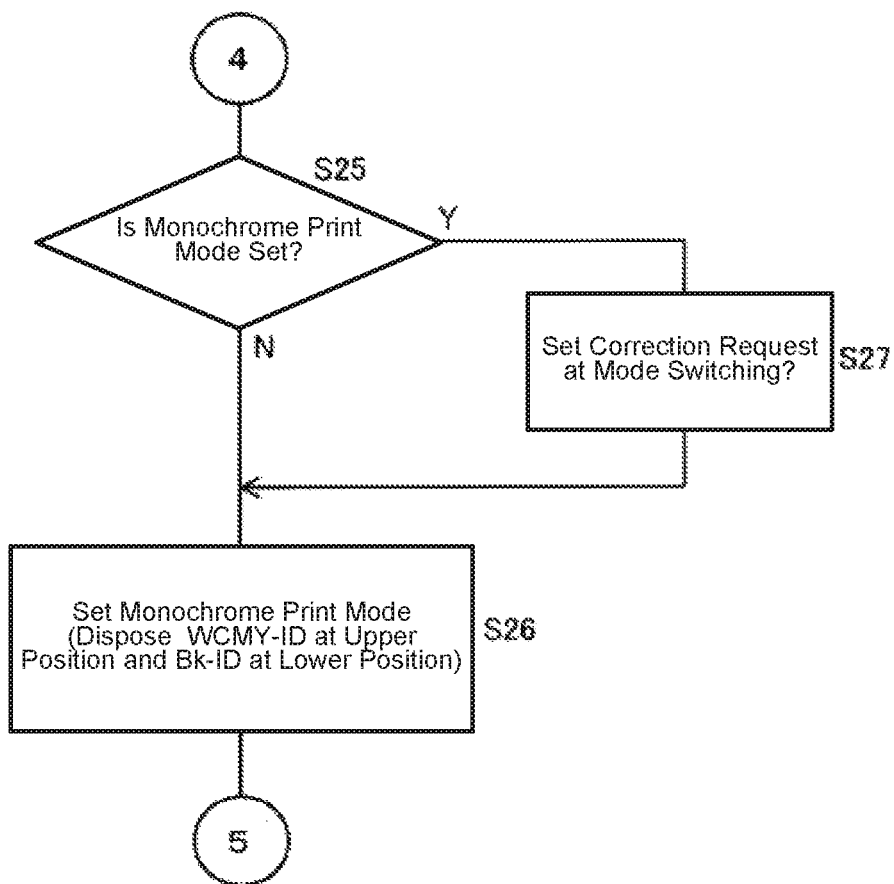 4
S25
Is Monochrome Print
Mode Set?
Y
N
Set Correction Request
at Mode Switching?
S27
Set Monochrome Print Mode
(Dispose WCMY-ID at Upper
Position and Bk-ID at Lower Position)
S26
5